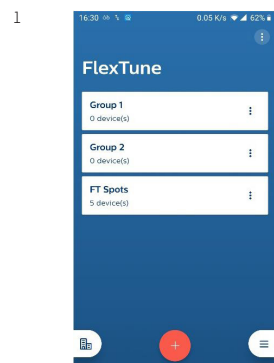 1
16:30
0.05 K/s 62%
FlexTune
Group 1
0 device(s)
Group 2
0 device(s)
FT Spots
5 device(s)